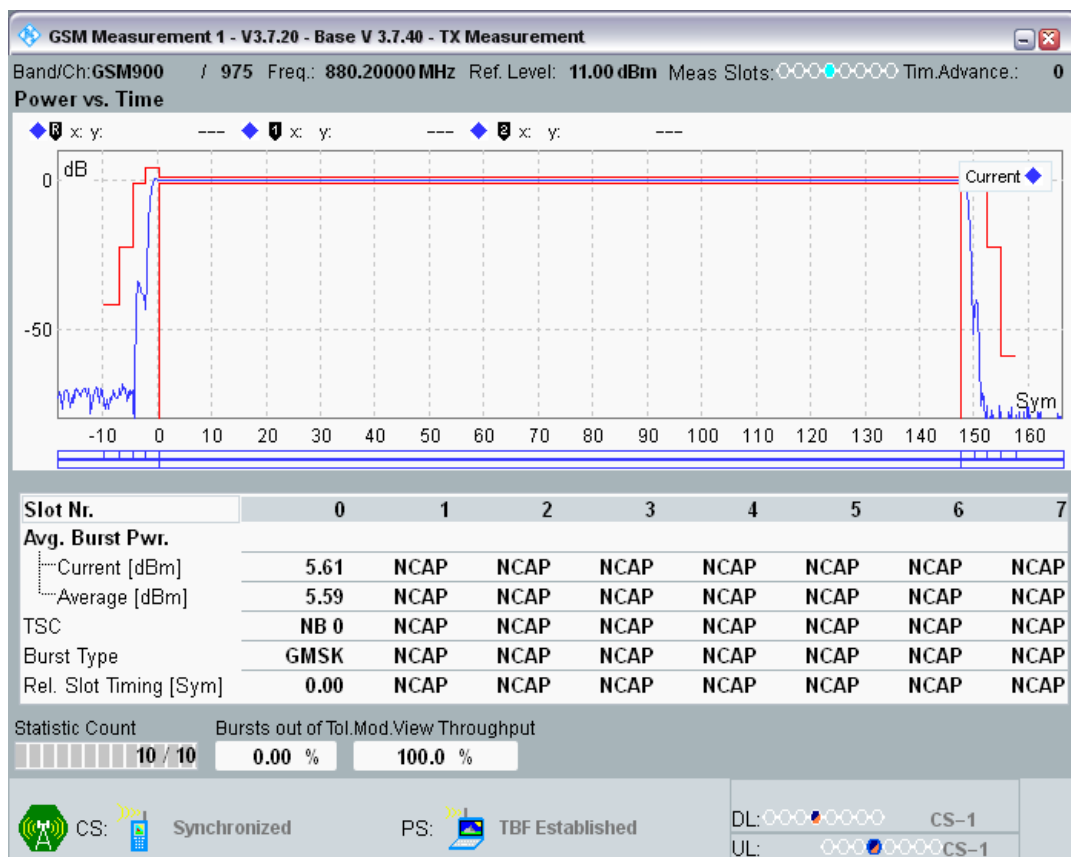 GSM Measurement 1 - V3.7.20 - Base V 3.7.40 - TX Measurement
Band/Ch:GSM900 / 975 Freq.: 880.20000 MHz Ref. Level: 11.00 dBm Meas Slots: Tim.Advance.: 0
Power vs. Time
R x: y: --- 1 x: y: --- 2 x: y: ---
dB
Current
0
-50
Sym
-10 0 10 20 30 40 50 60 70 80 90 100 110 120 130 140 150 160
Slot Nr. 0 1 2 3 4 5 6 7
Avg. Burst Pwr.
Current [dBm] 5.61 NCAP NCAP NCAP NCAP NCAP NCAP NCAP
Average [dBm] 5.59 NCAP NCAP NCAP NCAP NCAP NCAP NCAP
TSC NB 0 NCAP NCAP NCAP NCAP NCAP NCAP NCAP
Burst Type GMSK NCAP NCAP NCAP NCAP NCAP NCAP NCAP
Rel. Slot Timing [Sym] 0.00 NCAP NCAP NCAP NCAP NCAP NCAP NCAP
Statistic Count Bursts out of Tol.Mod.View Throughput
10 / 10 0.00 % 100.0 %
CS: Synchronized PS: TBF Established
DL: CS-1
UL: CS-1